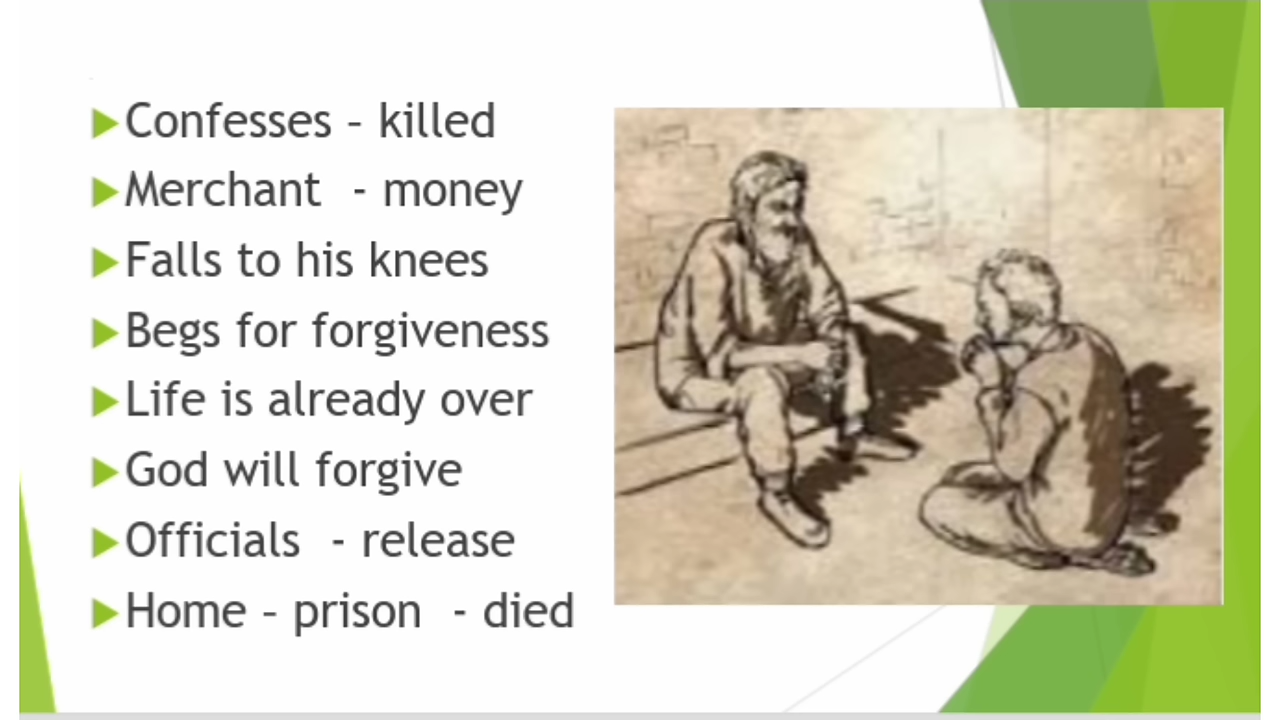 Confesses – killed
Merchant - money
Falls to his knees
Begs for forgiveness
Life is already over
God will forgive
Officials - release
Home – prison - died